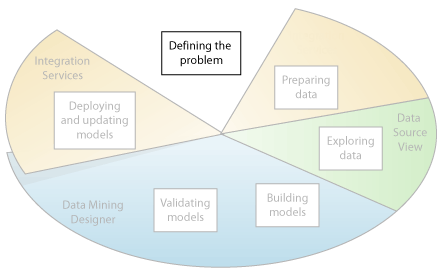 Defining the
problem
Integration
Services
Preparing
data
Deploying
and updating
models
Data
Source
View
Exploring
data
Data Mining
Designer
Validating
models
Building
models